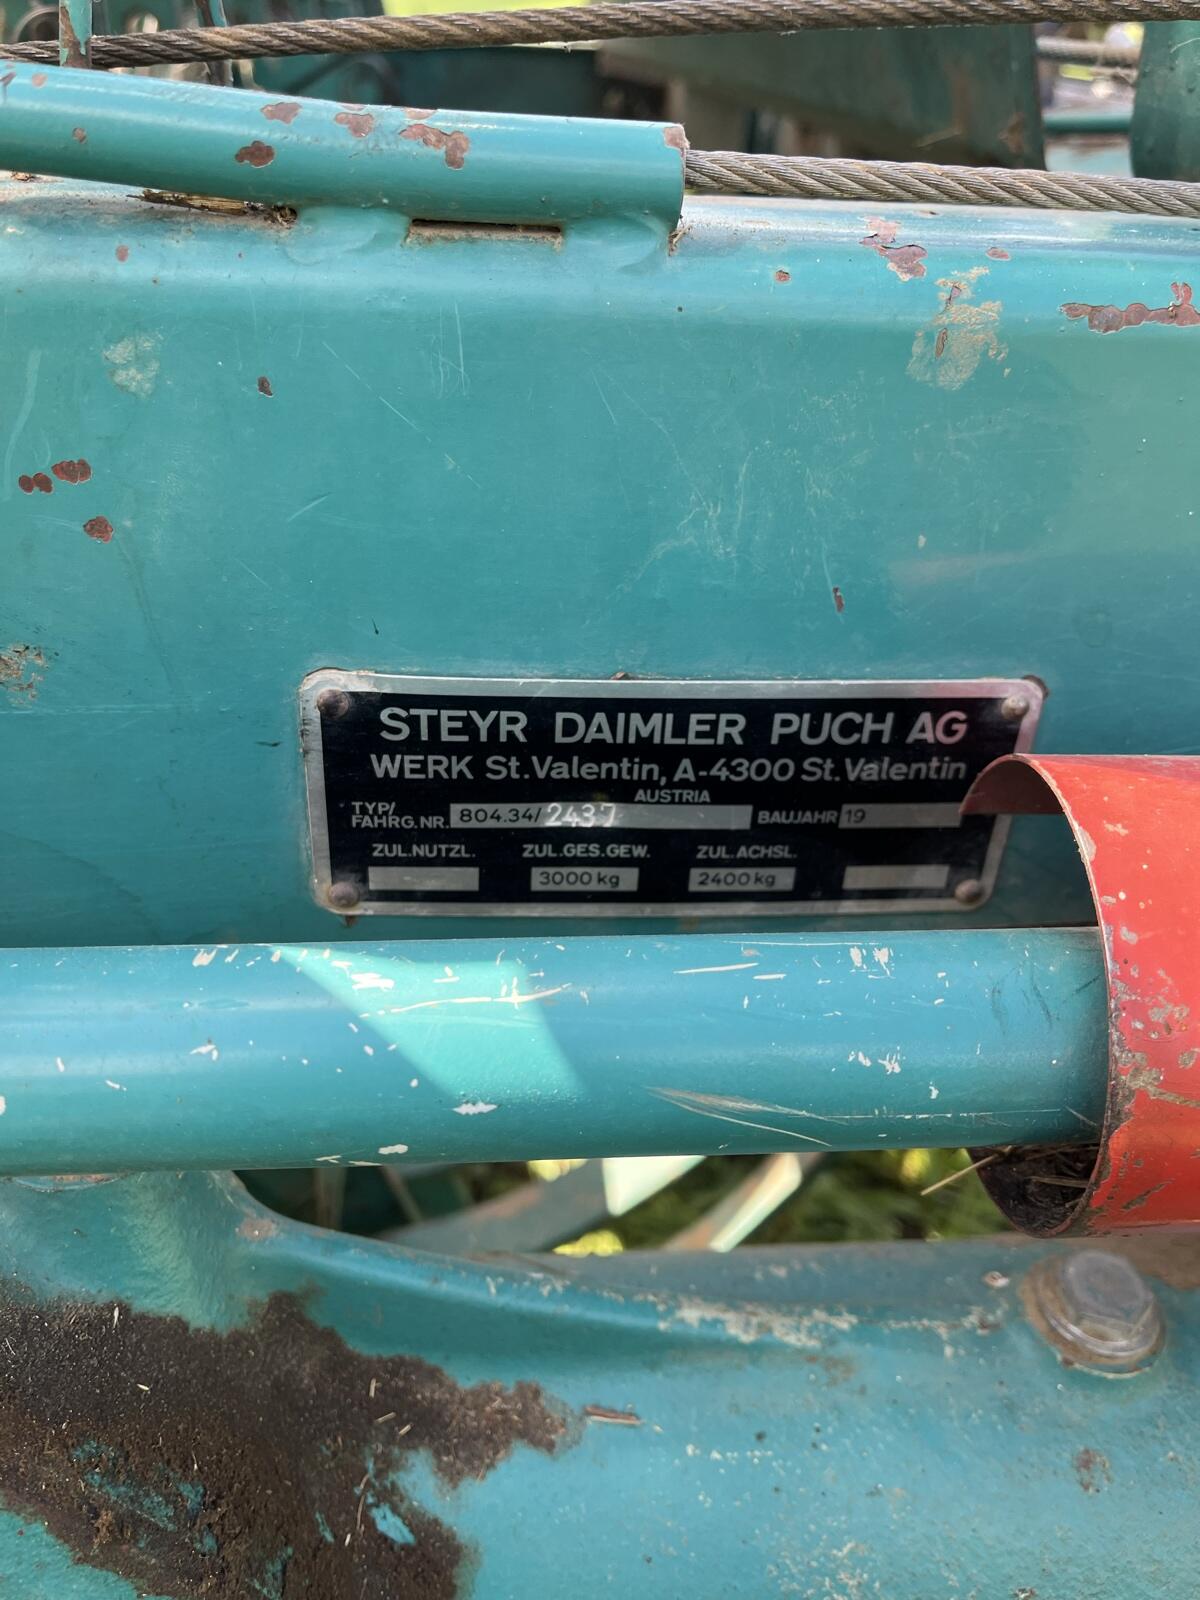 STEYR DAIMLER PUCH AG
WERK St. Valentin, A-4300 St. Valentin
AUSTRIA
TYP/
FAHRG.NR. 804.34/2437 BAUJAHR 19
ZUL.NUTZL. ZUL.GES.GEW. ZUL.ACHSL.
3000 kg 2400 kg